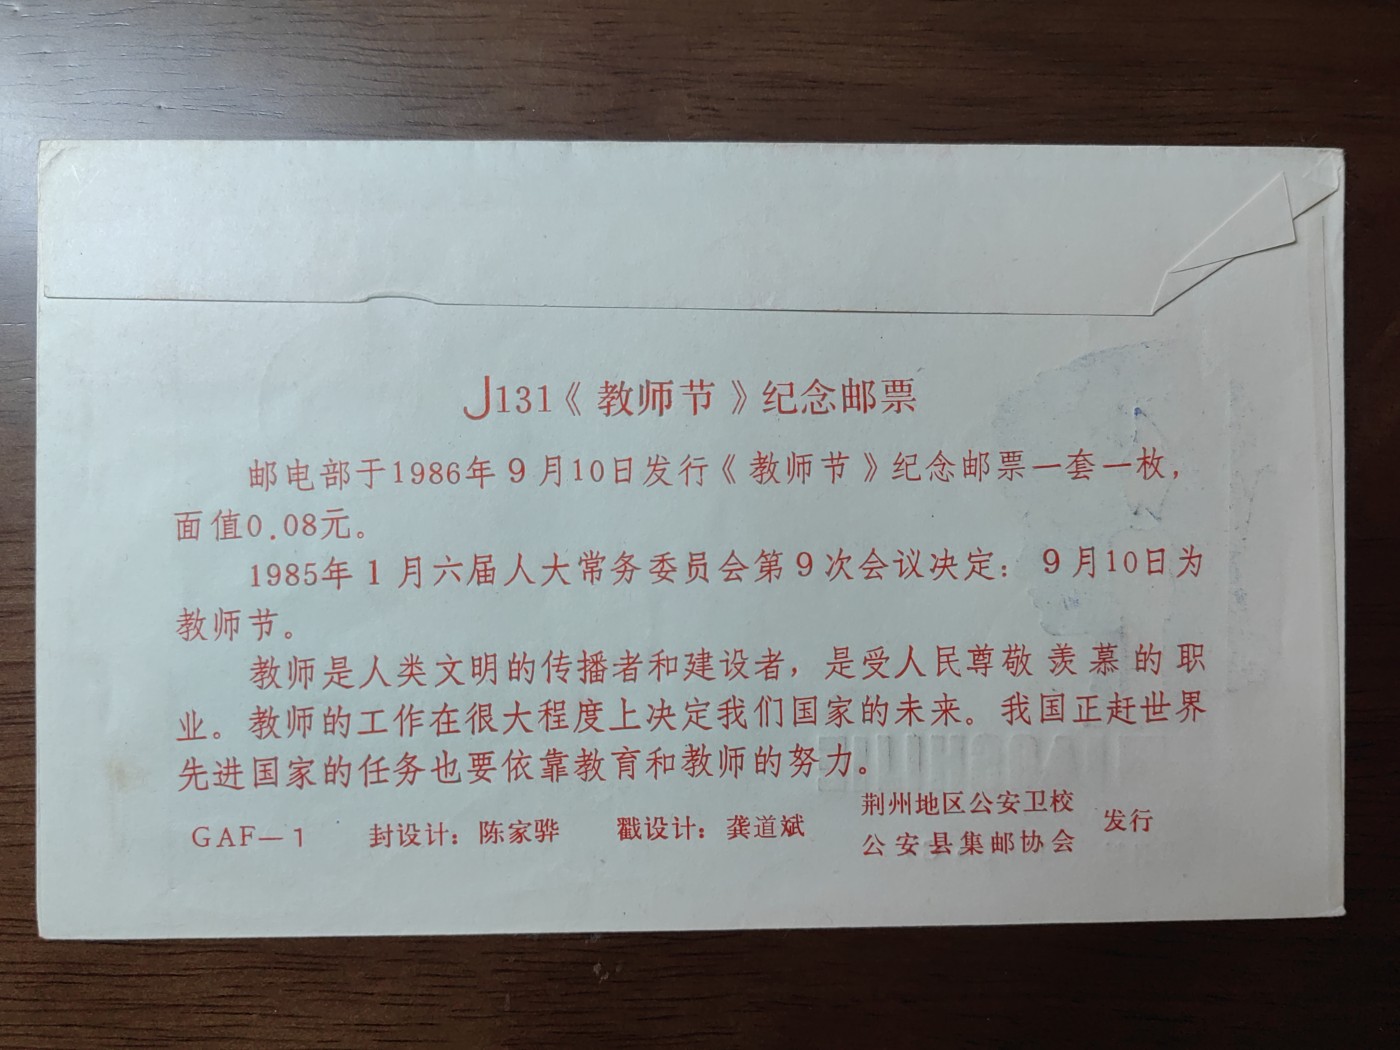 J131《教师节》纪念邮票
邮电部于1986年9月10日发行《教师节》纪念邮票一套一枚，
面值0.08元。
1985年1月六届人大常务委员会第9次会议决定：9月10日为
教师节。
教师是人类文明的传播者和建设者，是受人民尊敬羡慕的职
业。教师的工作在很大程度上决定我们国家的未来。我国正赶世界
先进国家的任务也要依靠教育和教师的努力。
GAF—1 封设计：陈家骅 戳设计：龚道斌 荆州地区公安卫校
公安县集邮协会 发行